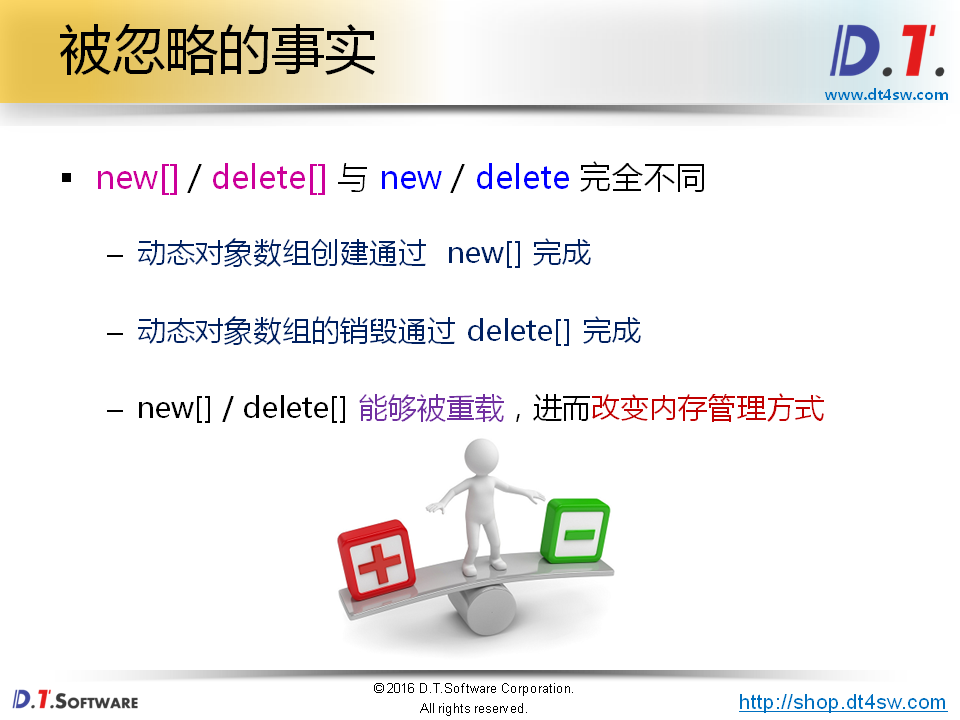 被忽略的事实
D.T.
www.dt4sw.com
▪ new[] / delete[] 与 new / delete 完全不同
– 动态对象数组创建通过 new[] 完成
– 动态对象数组的销毁通过 delete[] 完成
– new[] / delete[] 能够被重载，进而改变内存管理方式
D.T.SOFTWARE
©2016 D.T.Software Corporation.
All rights reserved.
http://shop.dt4sw.com